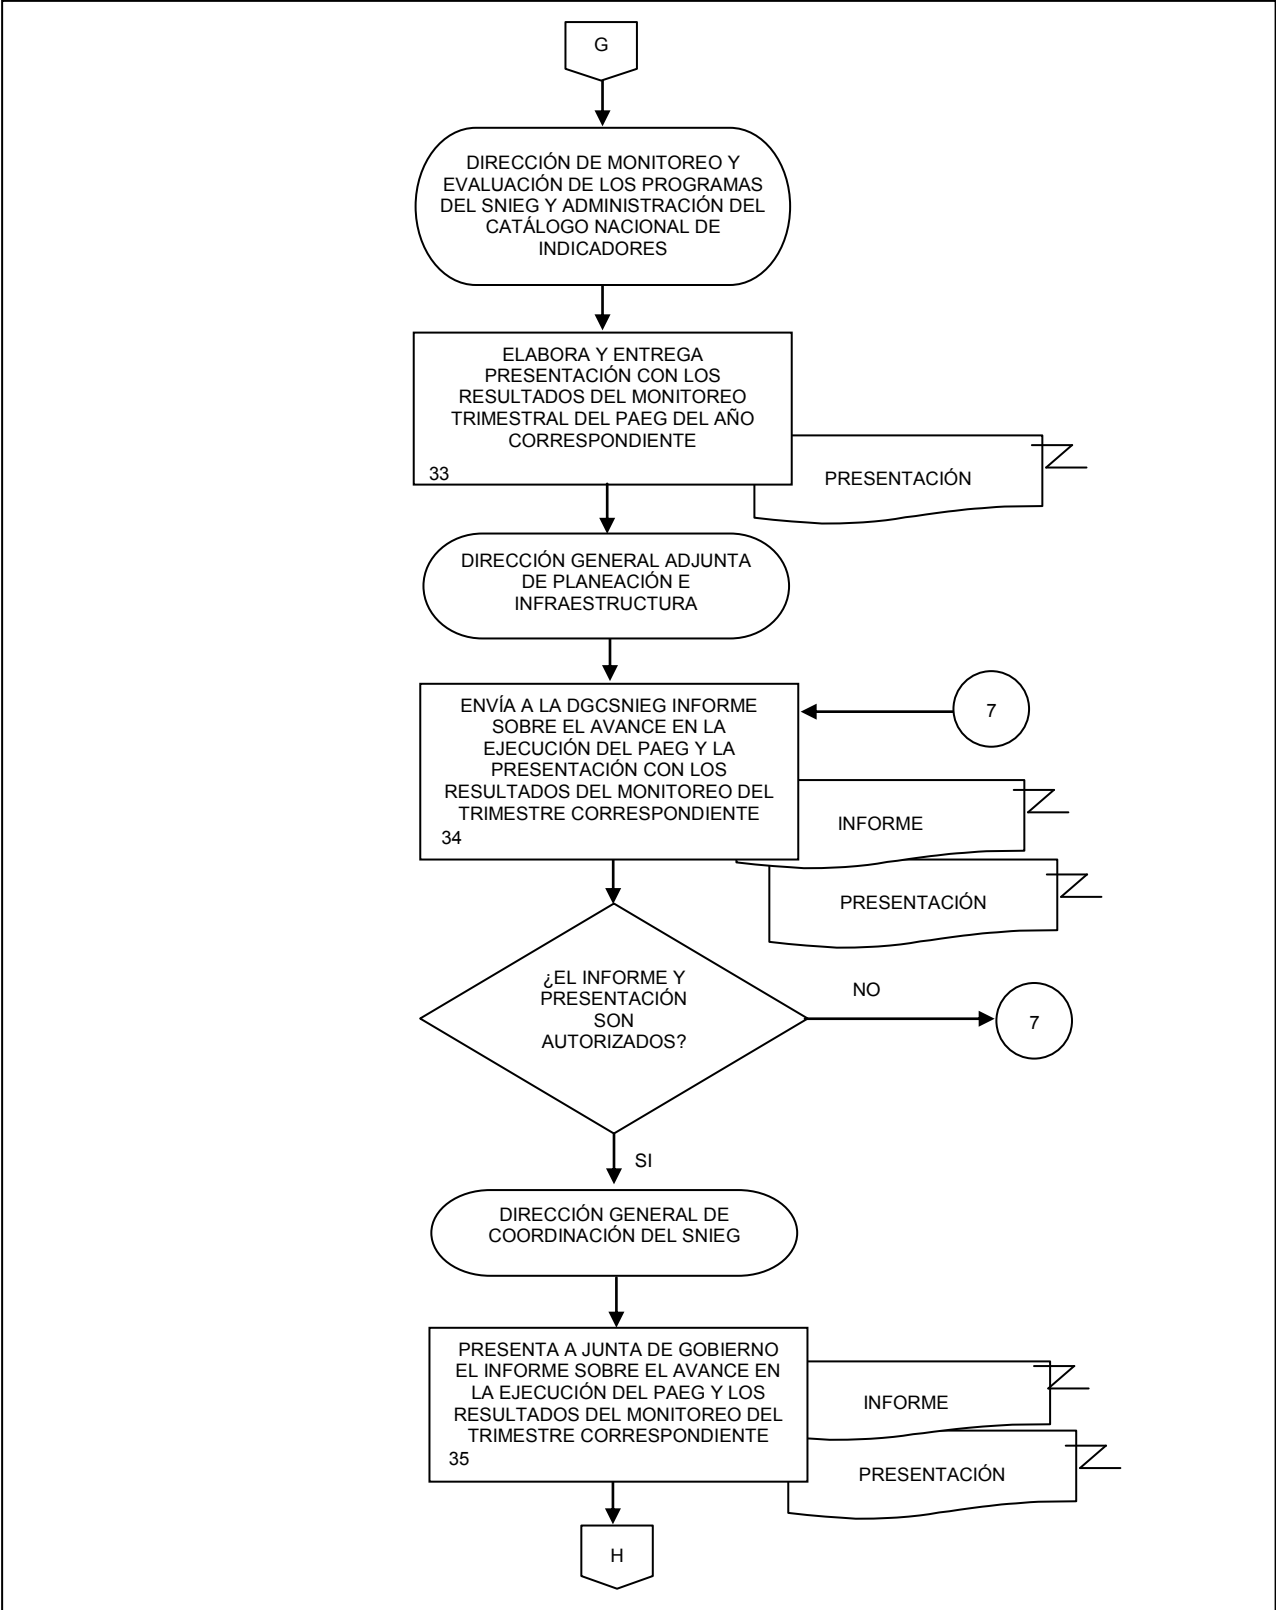 G
DIRECCIÓN DE MONITOREO Y
EVALUACIÓN DE LOS PROGRAMAS
DEL SNIEG Y ADMINISTRACIÓN DEL
CATÁLOGO NACIONAL DE
INDICADORES
ELABORA Y ENTREGA
PRESENTACIÓN CON LOS
RESULTADOS DEL MONITOREO
TRIMESTRAL DEL PAEG DEL AÑO
CORRESPONDIENTE
33
PRESENTACIÓN
DIRECCIÓN GENERAL ADJUNTA
DE PLANEACIÓN E
INFRAESTRUCTURA
ENVÍA A LA DGCSNIEG INFORME
SOBRE EL AVANCE EN LA
EJECUCIÓN DEL PAEG Y LA
PRESENTACIÓN CON LOS
RESULTADOS DEL MONITOREO DEL
TRIMESTRE CORRESPONDIENTE
34
7
INFORME
PRESENTACIÓN
¿EL INFORME Y
PRESENTACIÓN
SON
AUTORIZADOS?
NO
7
SI
DIRECCIÓN GENERAL DE
COORDINACIÓN DEL SNIEG
PRESENTA A JUNTA DE GOBIERNO
EL INFORME SOBRE EL AVANCE EN
LA EJECUCIÓN DEL PAEG Y LOS
RESULTADOS DEL MONITOREO DEL
TRIMESTRE CORRESPONDIENTE
35
INFORME
PRESENTACIÓN
H